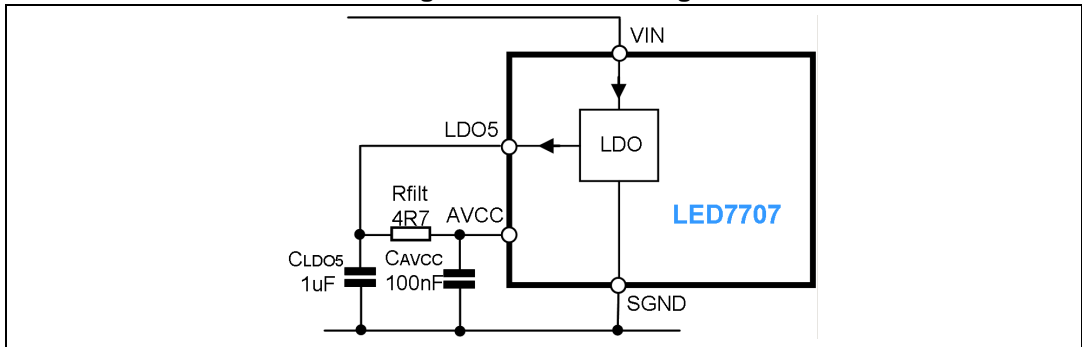 VIN
LDO5
LDO
Rfilt
4R7
AVCC
LED7707
CLDO5
1uF
CAVCC
100nF
SGND